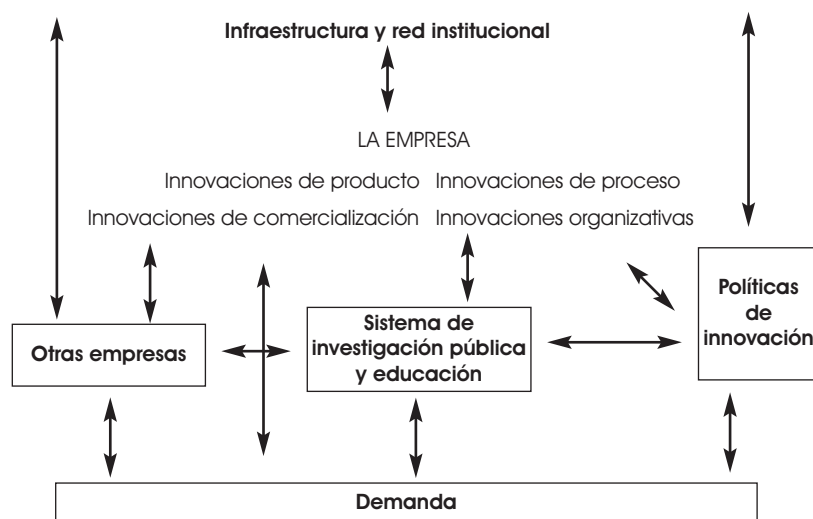 Infraestructura y red institucional
LA EMPRESA
Innovaciones de producto Innovaciones de proceso
Innovaciones de comercialización Innovaciones organizativas
Otras empresas
Sistema de
investigación pública
y educación
Políticas
de
innovación
Demanda